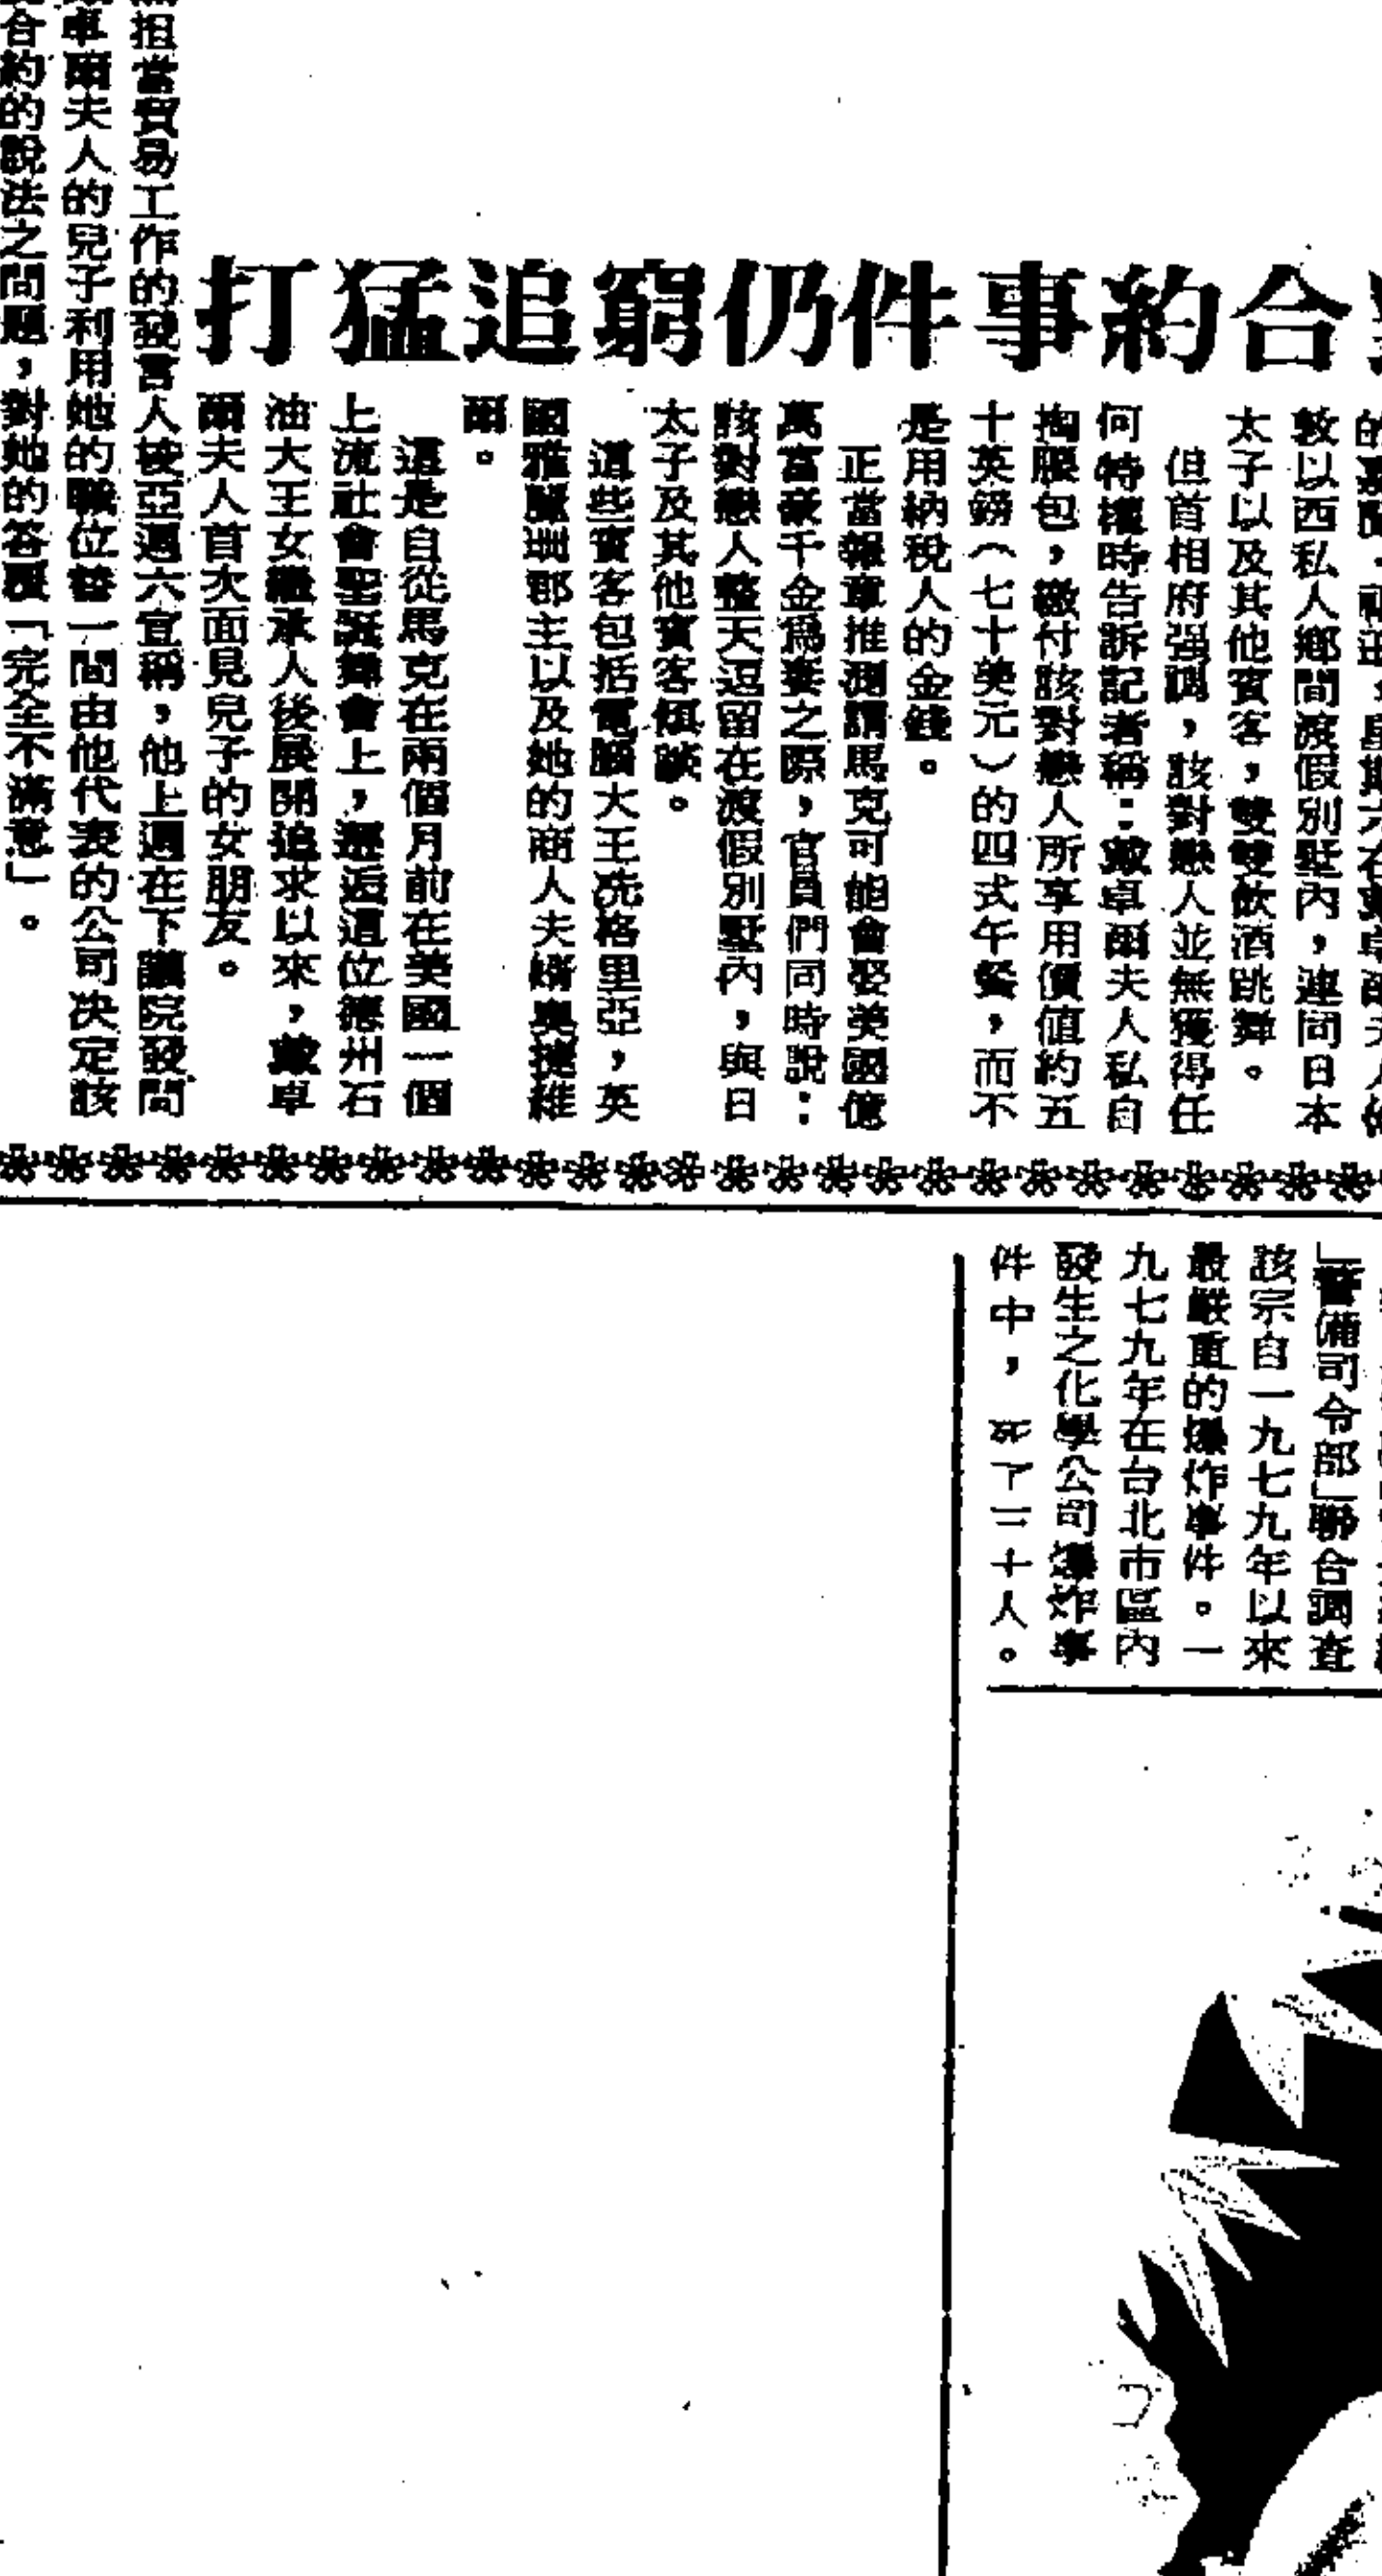 合約事件仍窮追猛打
敦以西私人鄉間渡假別墅內，連同日本
太子以及其他賓客，雙雙飲酒跳舞。
但首相府强調，該對戀人並無獲得任
何特權時告訴記者稱：戴卓爾夫人私自
掏腰包，繳付該對戀人所享用價值約五
十英鎊（七十美元）的四式午餐，而不
是用納稅人的金錢。
正當報章推測謂馬克可能會娶美國億
萬富豪千金爲妻之際，官員們同時說：
該對戀人整天逗留在渡假別墅內，與日
太子及其他賓客傾談。
這些賓客包括電腦大王冼格里亞，英
國雅麗珊郡主以及她的商人夫婿奧捷維
爾。
這是自從馬克在兩個月前在美國一個
上流社會聖誕舞會上，邂逅這位德州石
油大王女繼承人後展開追求以來，戴卓
爾夫人首次面見兒子的女朋友。
担當貿易工作的發言人彼亞週六宣稱，他上週在下議院發問
卓爾夫人的兒子利用她的職位替一間由他代表的公司决定該
合約的說法之問題，對她的答覆「完全不滿意」。
「警備司令部」聯合調查
該宗自一九七九年以來
最嚴重的爆炸事件。一
九七九年在台北市區內
發生之化學公司爆炸事
件中，死了三十人。